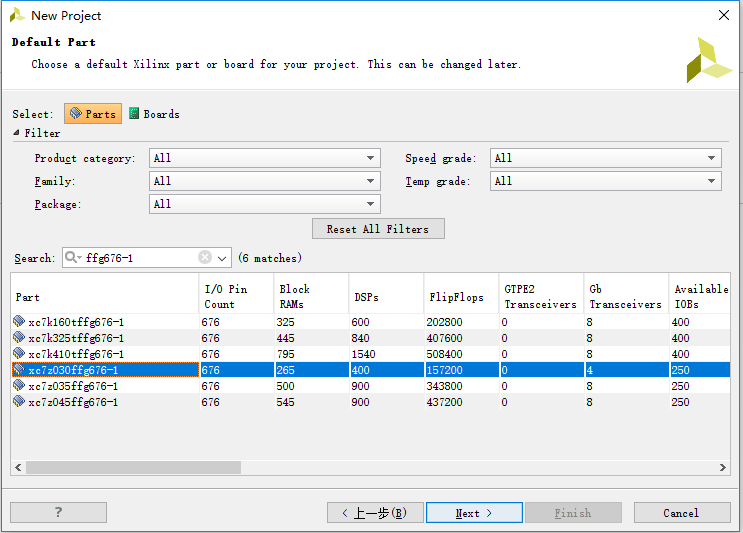 New Project
Default Part
Choose a default Xilinx part or board for your project. This can be changed later.
Select: Parts Boards
Filter
Product category: All Speed grade: All
Family: All Temp grade: All
Package: All
Reset All Filters
Search: ffg676-1 (6 matches)
Part I/O Pin Count Block RAMs DSPs FlipFlops GTPE2 Transceivers Gb Transceivers Available IOBs
xc7k160tffg676-1 676 325 600 202800 0 8 400
xc7k325tffg676-1 676 445 840 407600 0 8 400
xc7k410tffg676-1 676 795 1540 508400 0 8 400
xc7z030ffg676-1 676 265 400 157200 0 4 250
xc7z035ffg676-1 676 500 900 343800 0 8 250
xc7z045ffg676-1 676 545 900 437200 0 8 250
? < 上一步(B) Next > Finish Cancel